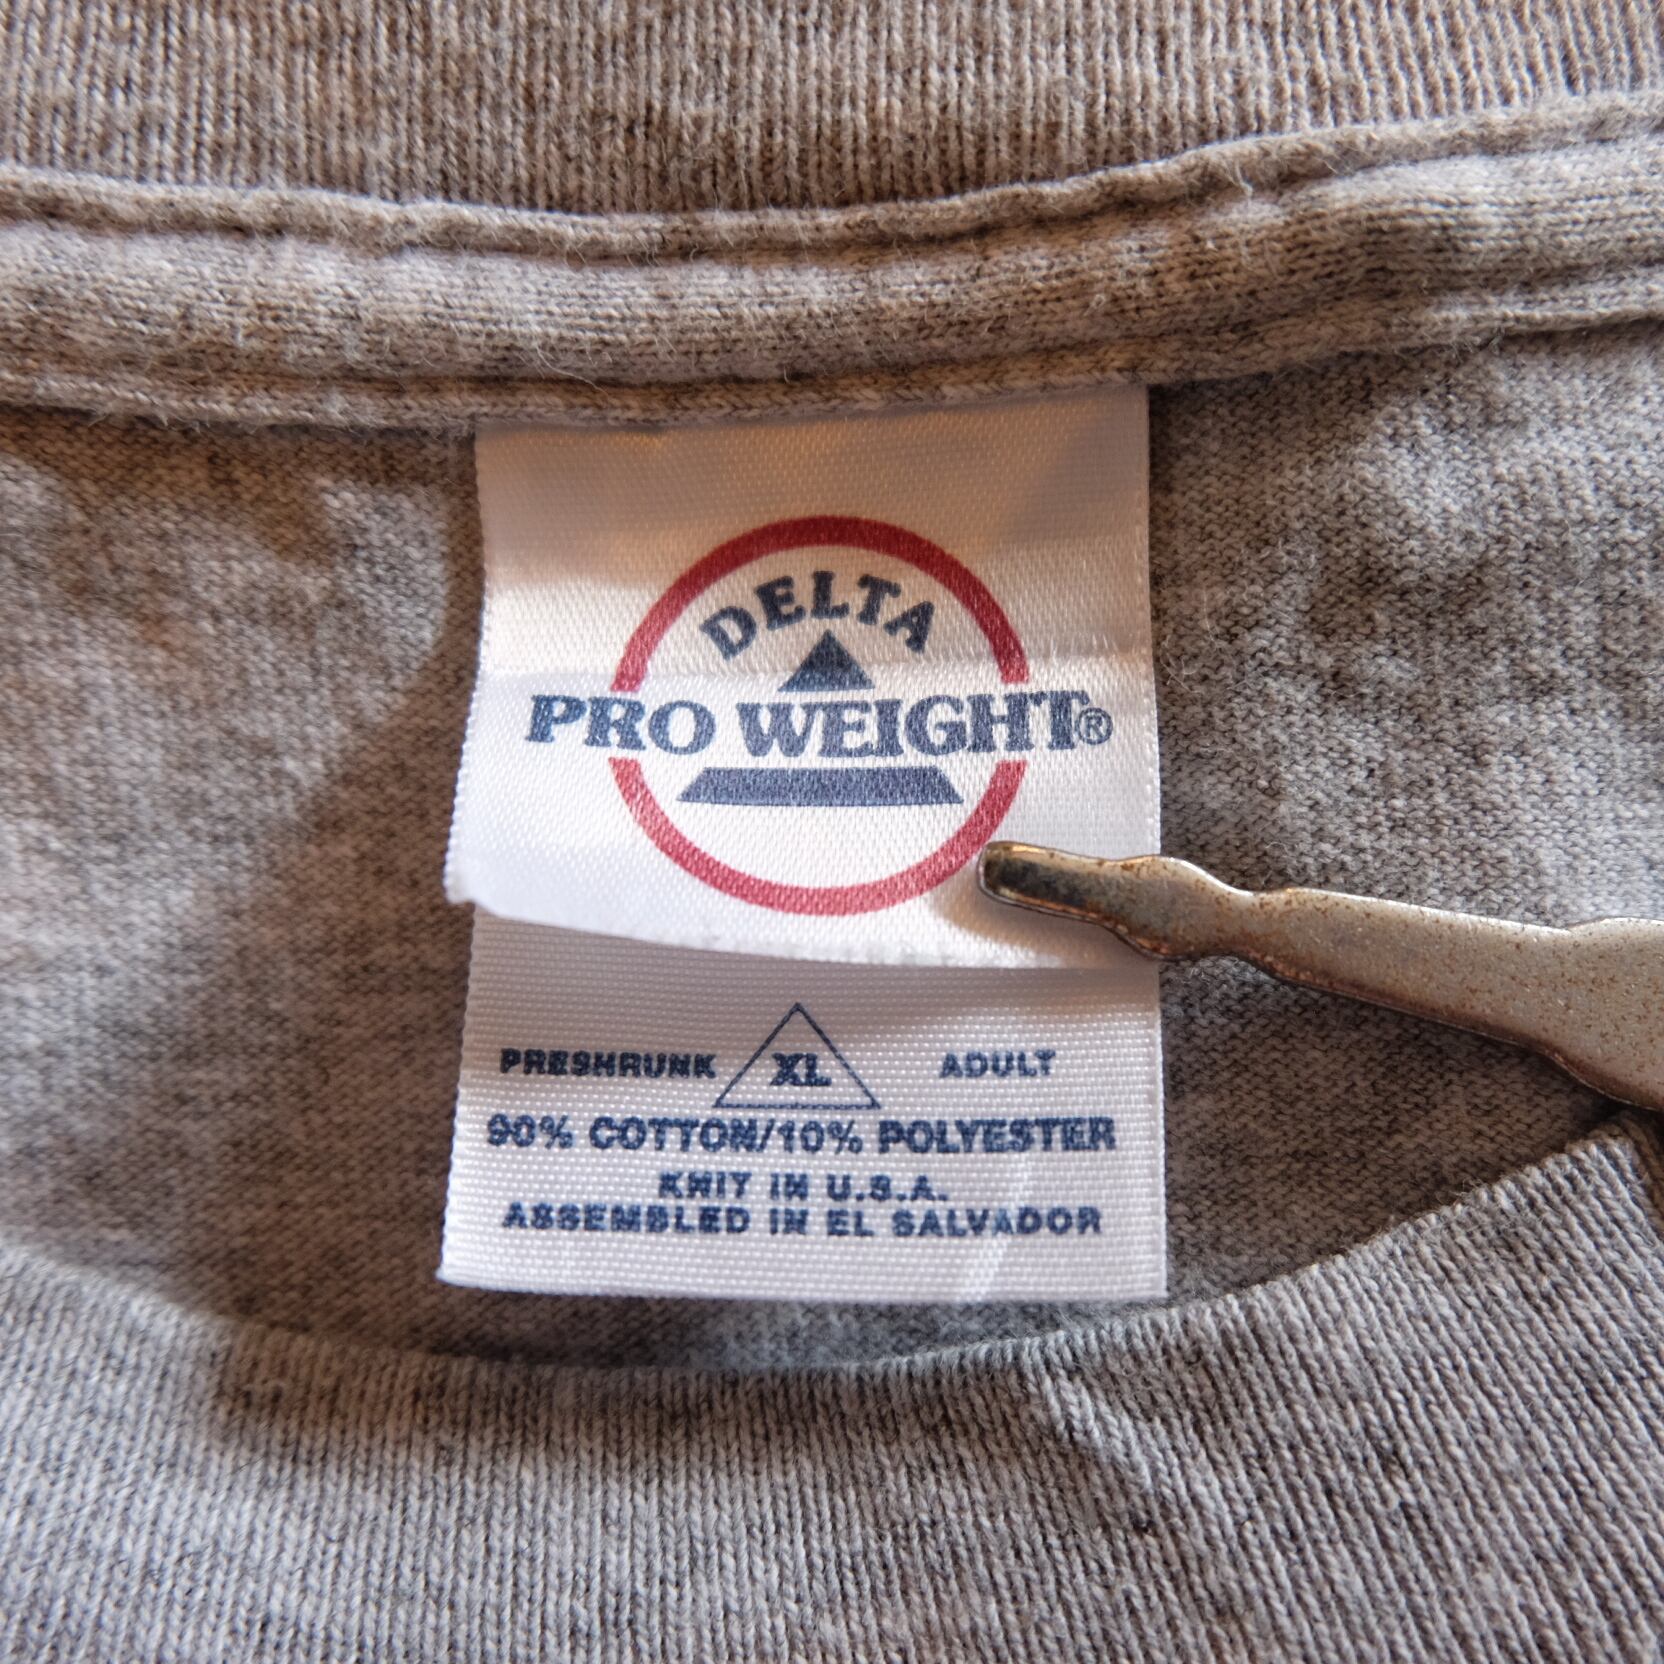 DELTA
PRO WEIGHT®
PRESHRUNK XL ADULT
90% COTTON/10% POLYESTER
KNIT IN U.S.A.
ASSEMBLED IN EL SALVADOR